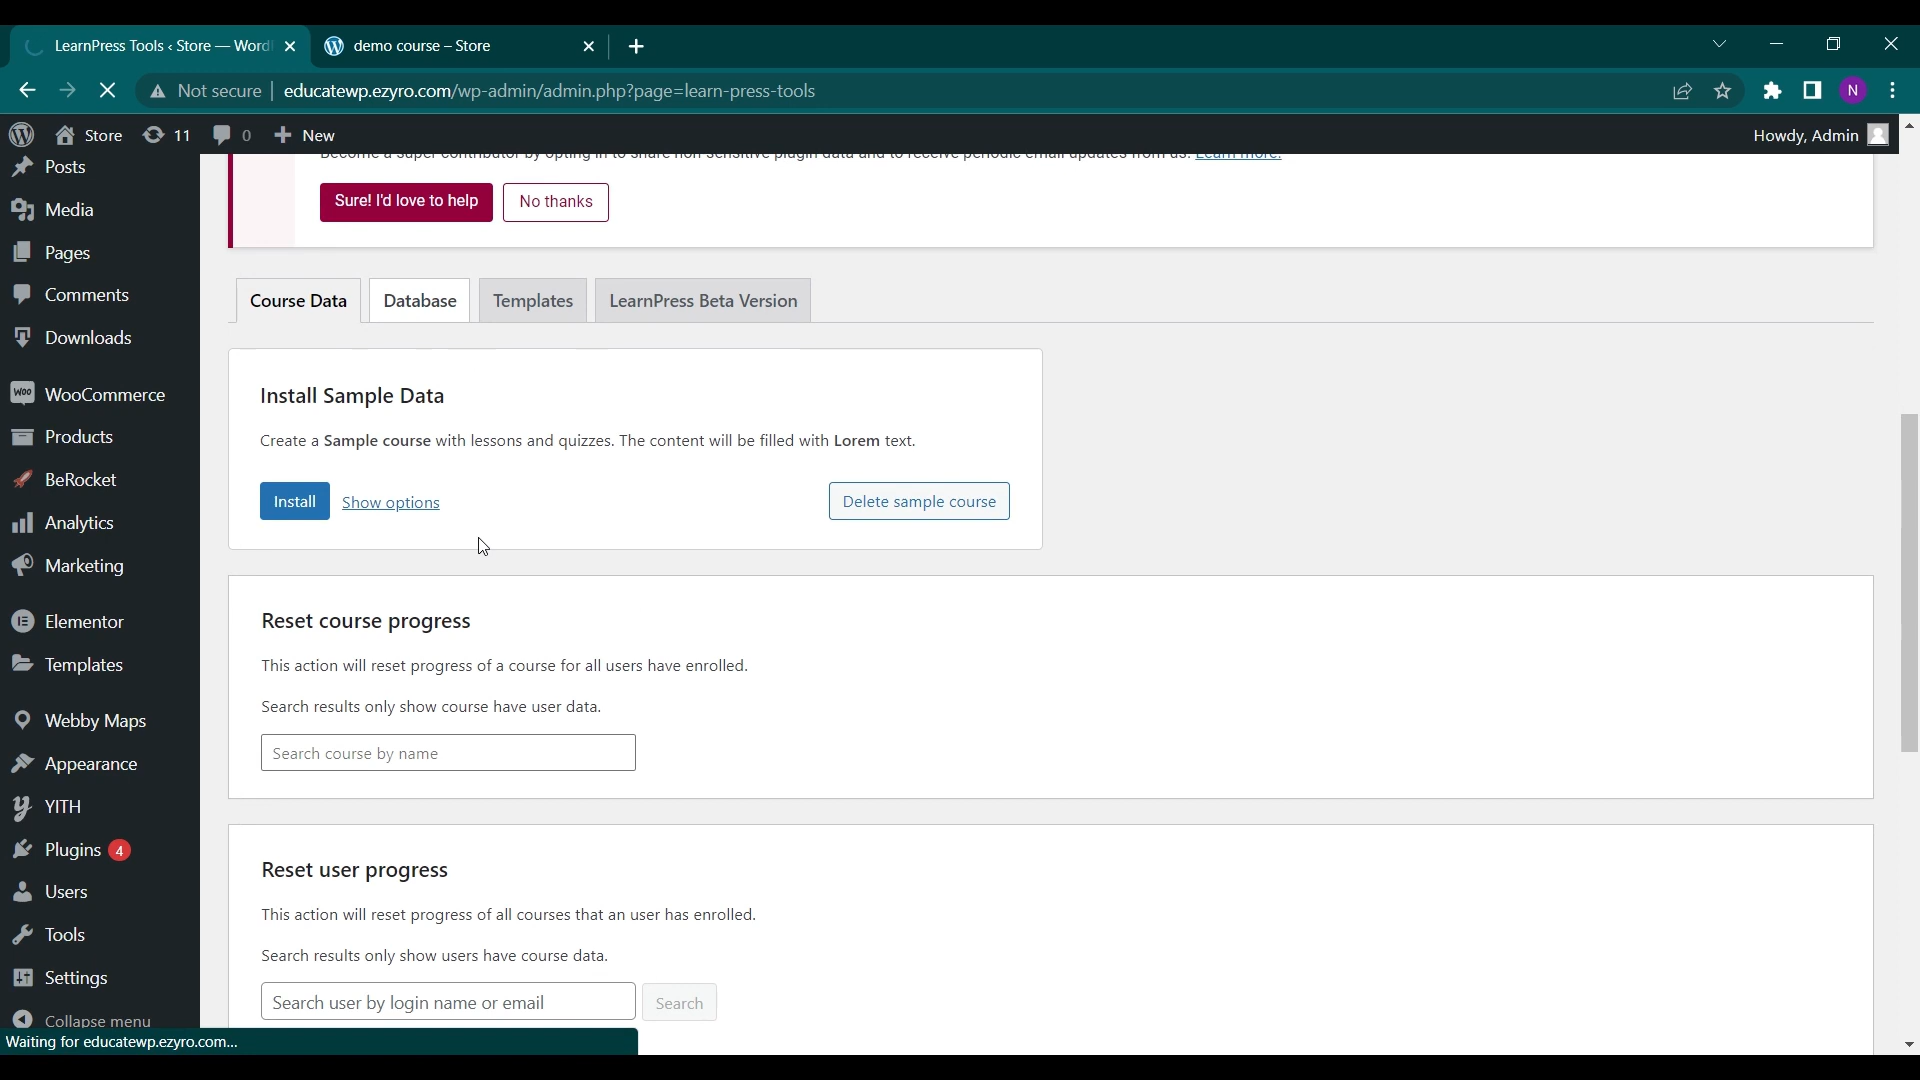 LearnPress Tools ‹ Store — Word
demo course – Store
Not secure
educatewp.ezyro.com/wp-admin/admin.php?page=learn-press-tools
N
Store
11
0
New
Howdy, Admin
Become a super contributor by opting in to share non-sensitive plugin data and to receive periodic email updates from us. Learn more.
Sure! I'd love to help
No thanks
Posts
Media
Pages
Comments
Downloads
WooCommerce
Products
BeRocket
Analytics
Marketing
Elementor
Templates
Webby Maps
Appearance
YITH
Plugins 4
Users
Tools
Settings
Collapse menu
Course Data
Database
Templates
LearnPress Beta Version
Install Sample Data
Create a Sample course with lessons and quizzes. The content will be filled with Lorem text.
Install
Show options
Delete sample course
Reset course progress
This action will reset progress of a course for all users have enrolled.
Search results only show course have user data.
Search course by name
Reset user progress
This action will reset progress of all courses that an user has enrolled.
Search results only show users have course data.
Search user by login name or email
Search
Waiting for educatewp.ezyro.com...